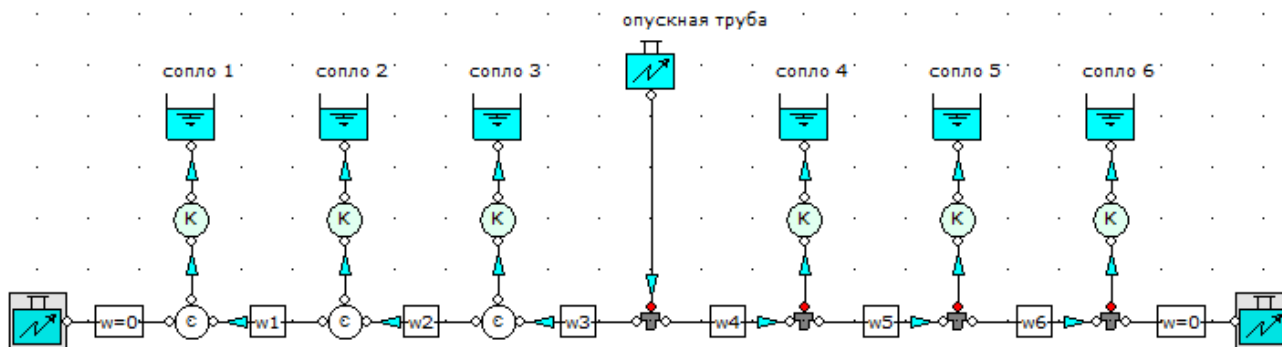 опускная труба
сопло 1 сопло 2 сопло 3 сопло 4 сопло 5 сопло 6
K K K K K K
w=0 є w1 є w2 є w3 w4 w5 w6 w=0